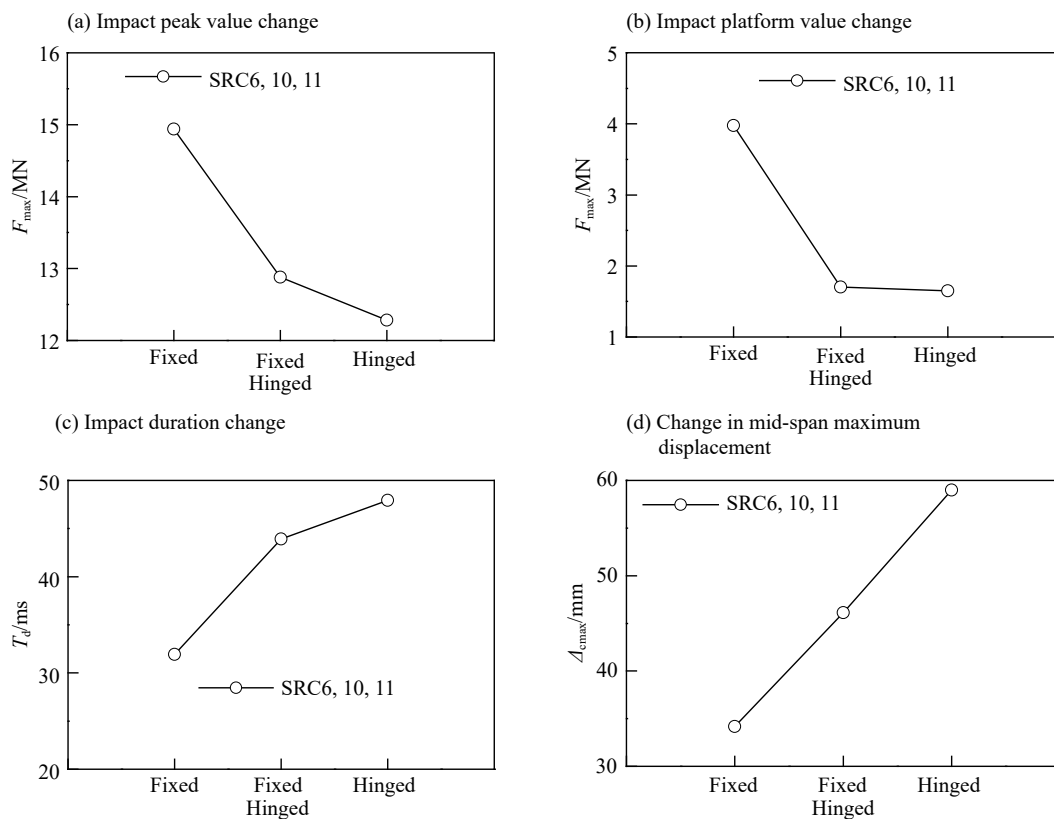 (a) Impact peak value change
16
15
14
13
12
F_max/MN
SRC6, 10, 11
Fixed
Fixed
Hinged
Hinged
(b) Impact platform value change
5
4
3
2
1
F_max/MN
SRC6, 10, 11
Fixed
Fixed
Hinged
Hinged
(c) Impact duration change
50
40
30
20
T_d/ms
SRC6, 10, 11
Fixed
Fixed
Hinged
Hinged
(d) Change in mid-span maximum
displacement
60
50
40
30
Δ_cmax/mm
SRC6, 10, 11
Fixed
Fixed
Hinged
Hinged